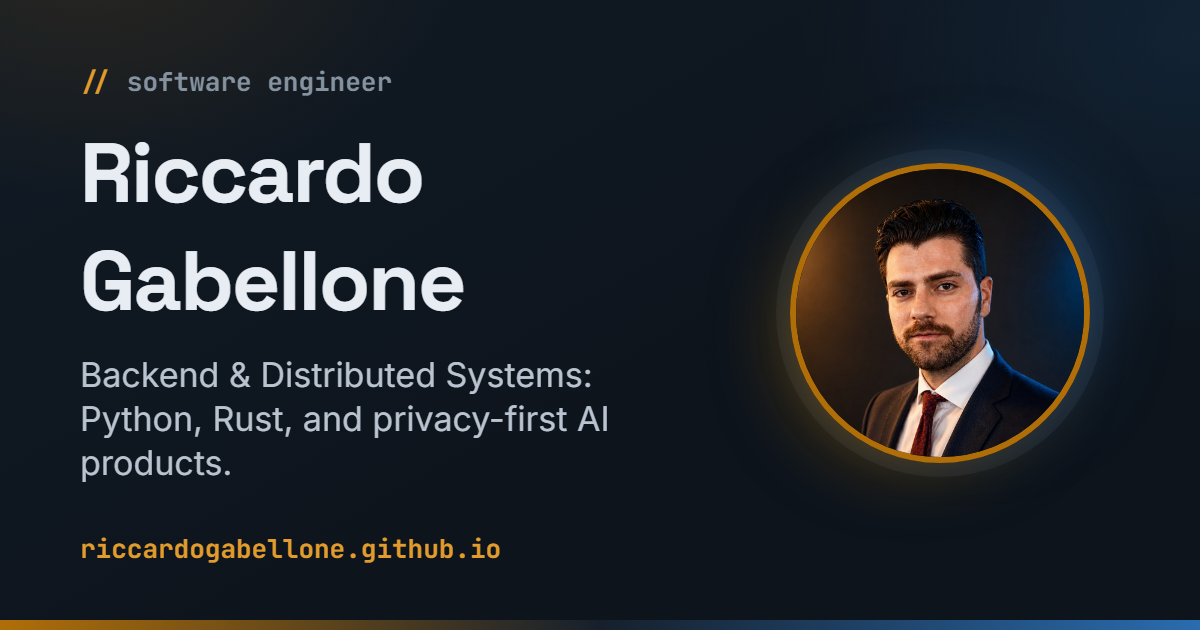 // software engineer
Riccardo
Gabellone
Backend & Distributed Systems:
Python, Rust, and privacy-first AI
products.
riccardogabellone.github.io